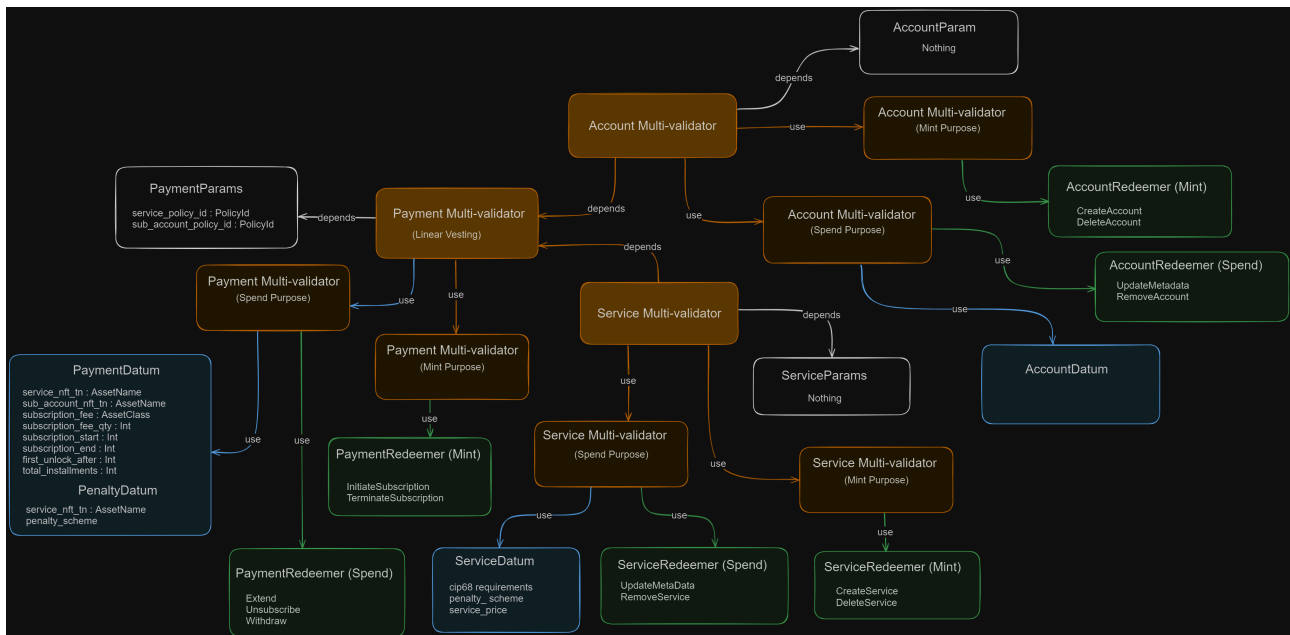 AccountParam
Nothing
depends
Account Multi-validator
use
Account Multi-validator
(Mint Purpose)
use
AccountRedeemer (Mint)
CreateAccount
DeleteAccount
PaymentParams
service_policy_id : PolicyId
sub_account_policy_id : PolicyId
depends
Payment Multi-validator
(Linear Vesting)
depends
use
Account Multi-validator
(Spend Purpose)
use
AccountRedeemer (Spend)
UpdateMetadata
RemoveAccount
depends
Payment Multi-validator
(Spend Purpose)
use
use
Service Multi-validator
depends
use
AccountDatum
Payment Multi-validator
(Mint Purpose)
ServiceParams
Nothing
PaymentDatum
service_nft_tn : AssetName
sub_account_nft_tn : AssetName
subscription_fee : AssetClass
subscription_fee_qty : Int
subscription_start : Int
subscription_end : Int
first_unlock_after : Int
total_installments : Int
PenaltyDatum
service_nft_tn : AssetName
penalty_scheme
use
use
use
use
PaymentRedeemer (Mint)
InitiateSubscription
TerminateSubscription
Service Multi-validator
(Spend Purpose)
use
Service Multi-validator
(Mint Purpose)
use
use
use
PaymentRedeemer (Spend)
Extend
Unsubscribe
Withdraw
ServiceDatum
cip68 requirements
penalty_ scheme
service_price
ServiceRedeemer (Spend)
UpdateMetaData
RemoveService
ServiceRedeemer (Mint)
CreateService
DeleteService